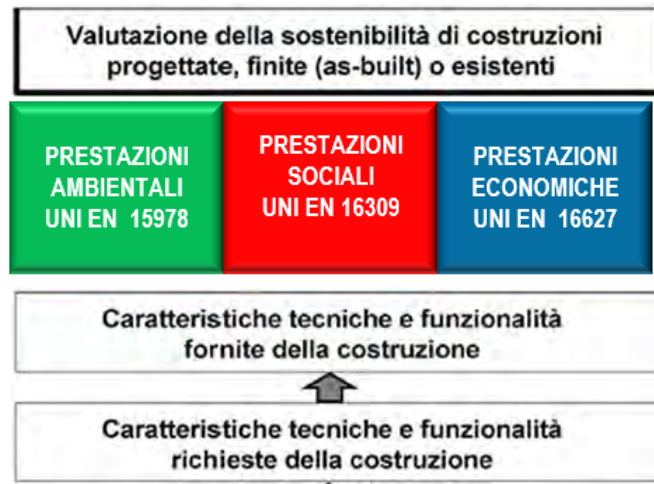 Valutazione della sostenibilità di costruzioni
progettate, finite (as-built) o esistenti
PRESTAZIONI
AMBIENTALI
UNI EN 15978
PRESTAZIONI
SOCIALI
UNI EN 16309
PRESTAZIONI
ECONOMICHE
UNI EN 16627
Caratteristiche tecniche e funzionalità
fornite della costruzione
Caratteristiche tecniche e funzionalità
richieste della costruzione